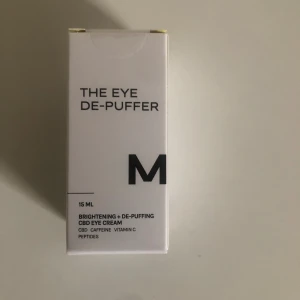 THE EYE
DE-PUFFER
M
15 ML
BRIGHTENING + DE-PUFFING
CBD EYE CREAM
CBD CAFFEINE VITAMIN C
PEPTIDES